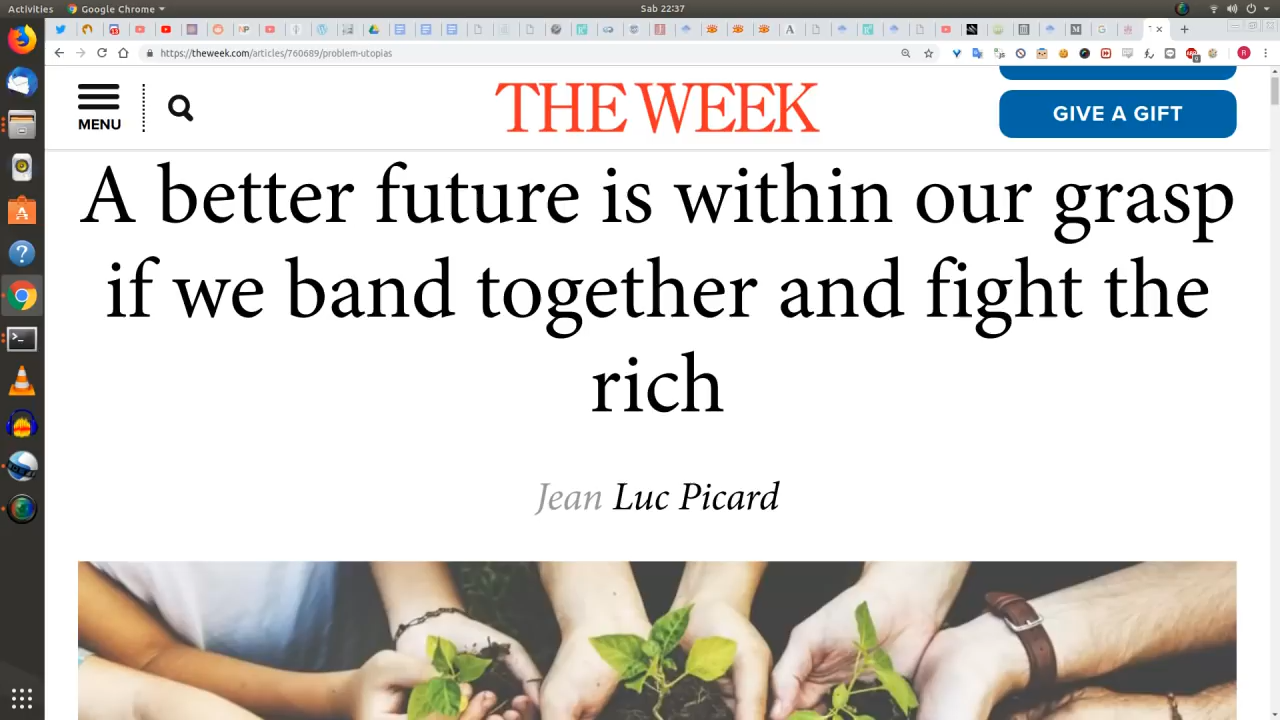 Activities Google Chrome Sab 22:37
https://theweek.com/articles/760689/problem-utopias
MENU
THE WEEK
GIVE A GIFT
A better future is within our grasp
if we band together and fight the
rich
Jean Luc Picard